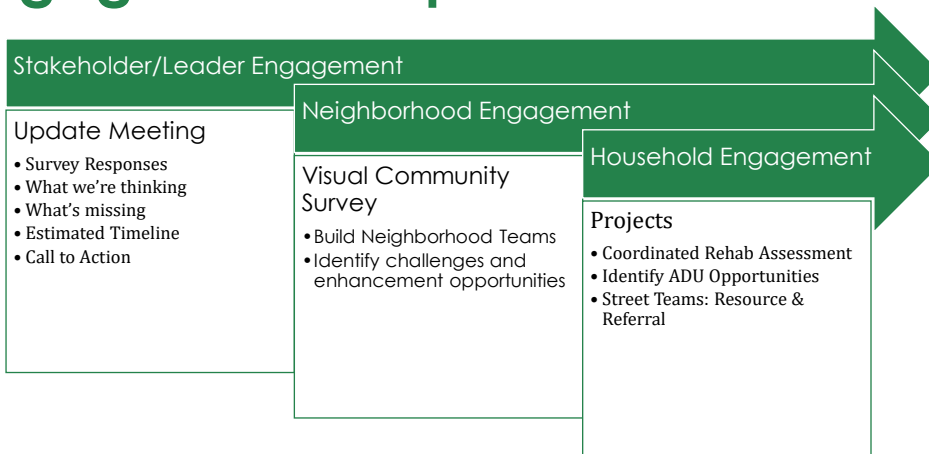 Stakeholder/Leader Engagement
Update Meeting
• Survey Responses
• What we're thinking
• What's missing
• Estimated Timeline
• Call to Action
Neighborhood Engagement
Visual Community
Survey
•Build Neighborhood Teams
•Identify challenges and
enhancement opportunities
Household Engagement
Projects
• Coordinated Rehab Assessment
• Identify ADU Opportunities
• Street Teams: Resource &
Referral